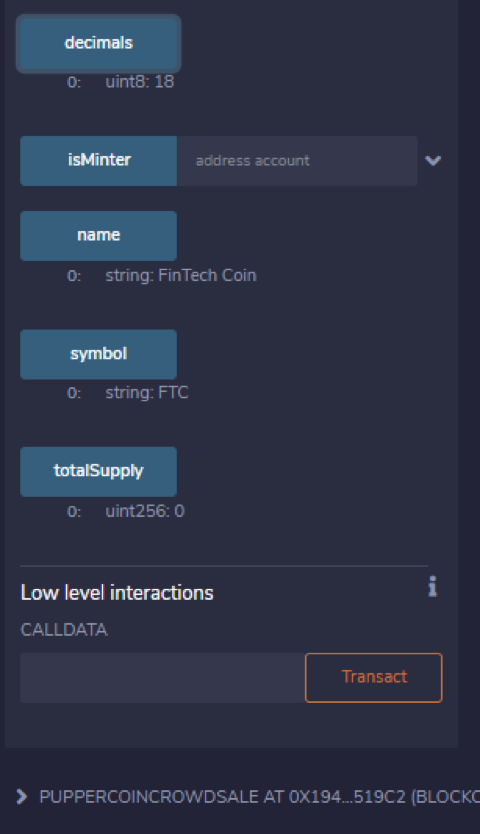 decimals
0: uint8: 18
isMinter address account
name
0: string: FinTech Coin
symbol
0: string: FTC
totalSupply
0: uint256: 0
Low level interactions
CALLDATA
Transact
PUPPERCOINCROWDSALE AT 0X194...519C2 (BLOCKC